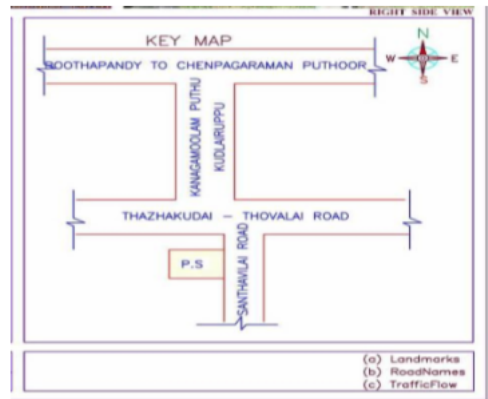 RIGHT SIDE VIEW
KEY MAP
N
W
E
S
BOOTHAPANDY TO CHENPAGARAMAN PUTHOOR
KANAGAMOOLAM PUTHU
KUDLAIRUPPU
THAZHAKUDAI - THOVALAI ROAD
P.S
SANTHAVILAI ROAD
(a) Landmarks
(b) RoadNames
(c) TrafficFlow